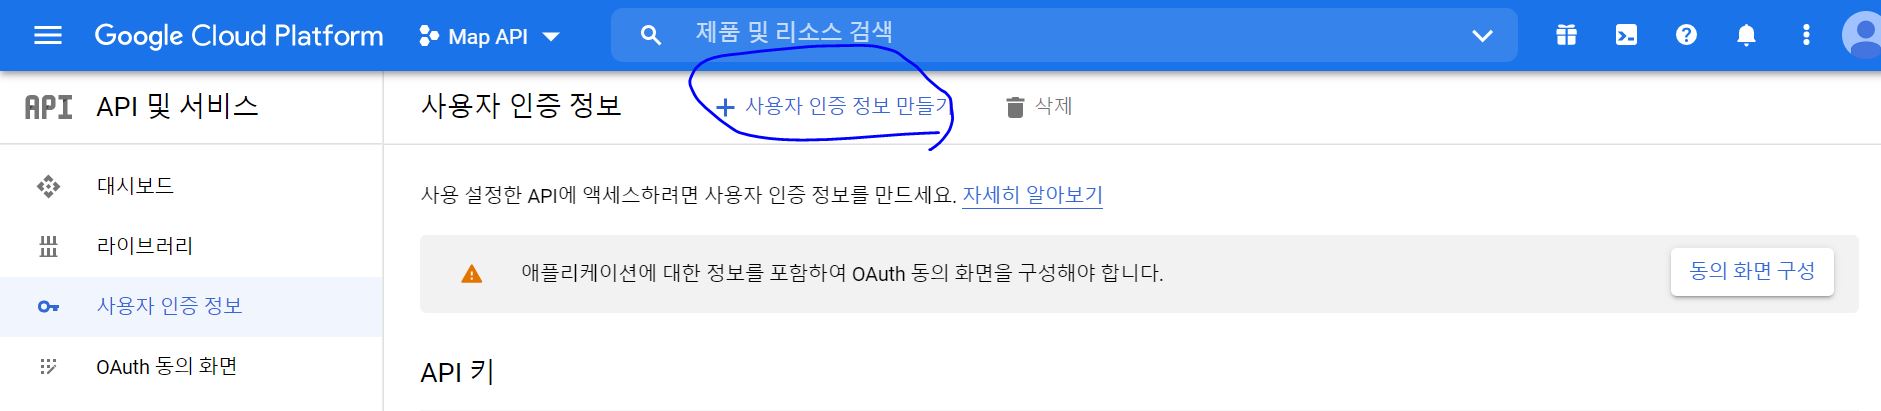 Google Cloud Platform Map API 제품 및 리소스 검색
API API 및 서비스 사용자 인증 정보 + 사용자 인증 정보 만들기 삭제
대시보드
라이브러리
사용자 인증 정보
OAuth 동의 화면
사용 설정한 API에 액세스하려면 사용자 인증 정보를 만드세요. 자세히 알아보기
애플리케이션에 대한 정보를 포함하여 OAuth 동의 화면을 구성해야 합니다. 동의 화면 구성
API 키